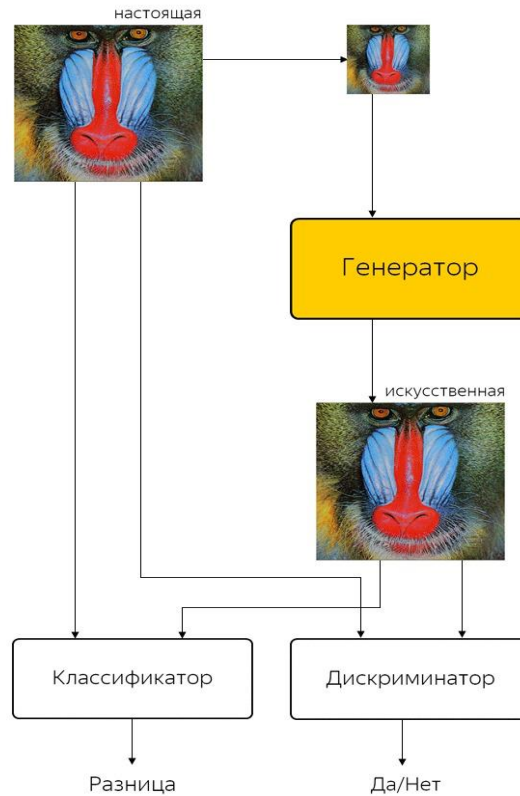 настоящая
Генератор
искусственная
Классификатор
Дискриминатор
Разница
Да/Нет